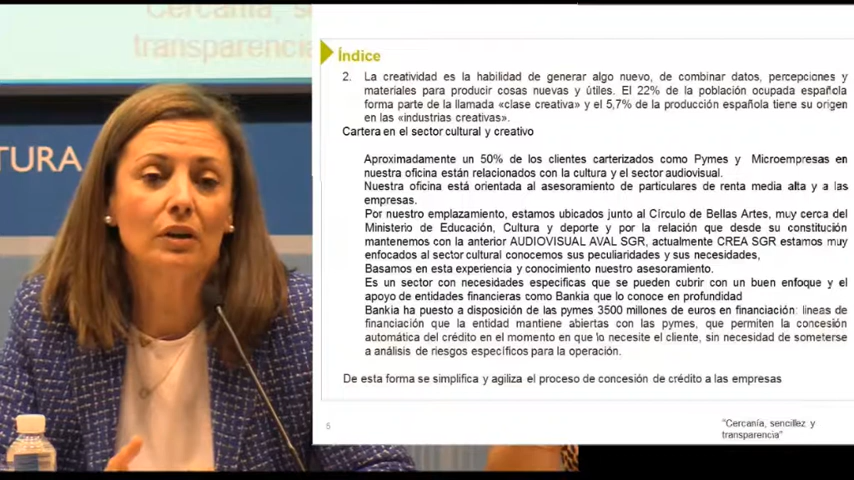 Cercanía, s
transparencia
TURA
Índice
2. La creatividad es la habilidad de generar algo nuevo, de combinar datos, percepciones y
materiales para producir cosas nuevas y útiles. El 22% de la población ocupada española
forma parte de la llamada «clase creativa» y el 5,7% de la producción española tiene su origen
en las «industrias creativas».
Cartera en el sector cultural y creativo
Aproximadamente un 50% de los clientes carterizados como Pymes y Microempresas en
nuestra oficina están relacionados con la cultura y el sector audiovisual.
Nuestra oficina está orientada al asesoramiento de particulares de renta media alta y a las
empresas.
Por nuestro emplazamiento, estamos ubicados junto al Círculo de Bellas Artes, muy cerca del
Ministerio de Educación, Cultura y deporte y por la relación que desde su constitución
mantenemos con la anterior AUDIOVISUAL AVAL SGR, actualmente CREA SGR estamos muy
enfocados al sector cultural conocemos sus peculiaridades y sus necesidades,
Basamos en esta experiencia y conocimiento nuestro asesoramiento.
Es un sector con necesidades especificas que se pueden cubrir con un buen enfoque y el
apoyo de entidades financieras como Bankia que lo conoce en profundidad
Bankia ha puesto a disposición de las pymes 3500 millones de euros en financiación: lineas de
financiación que la entidad mantiene abiertas con las pymes, que permiten la concesión
automática del crédito en el momento en que lo necesite el cliente, sin necesidad de someterse
a análisis de riesgos específicos para la operación.
De esta forma se simplifica y agiliza el proceso de concesión de crédito a las empresas
5
"Cercanía, sencillez y
transparencia"